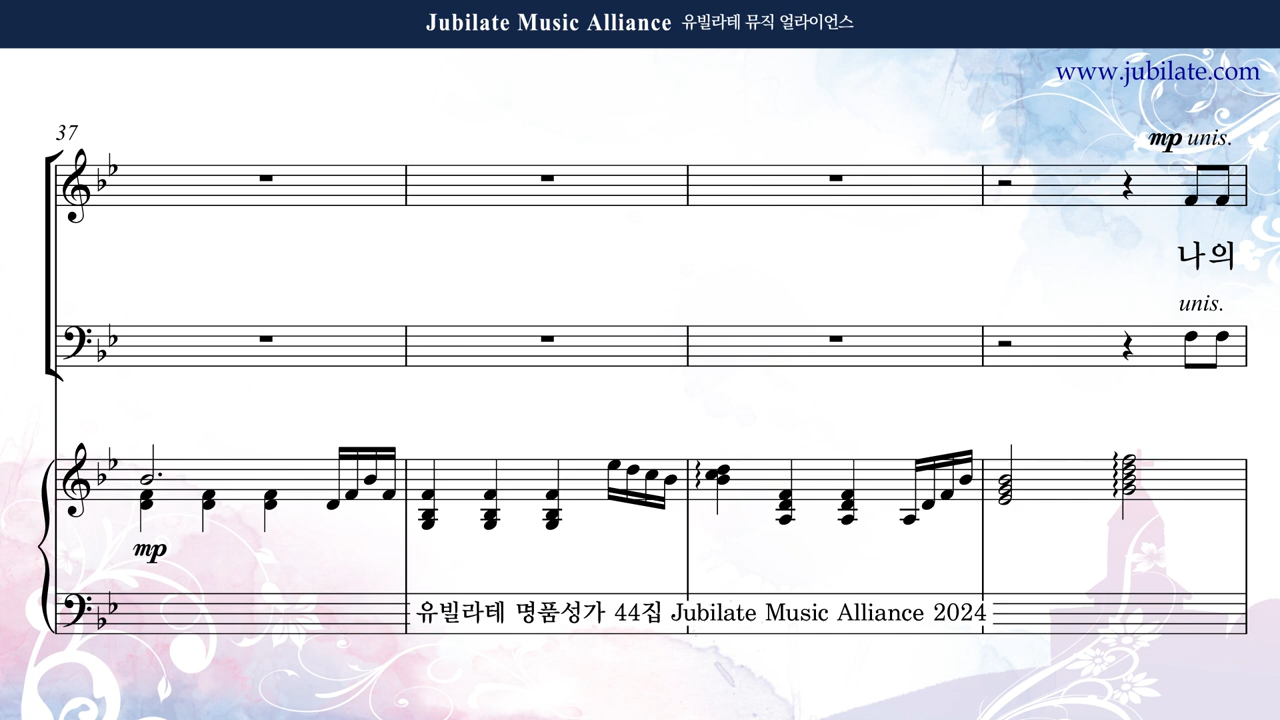 Jubilate Music Alliance 유빌라테 뮤직 얼라이언스
www.jubilate.com
37
mp unis.
나의
unis.
mp
유빌라테 명품성가 44집 Jubilate Music Alliance 2024